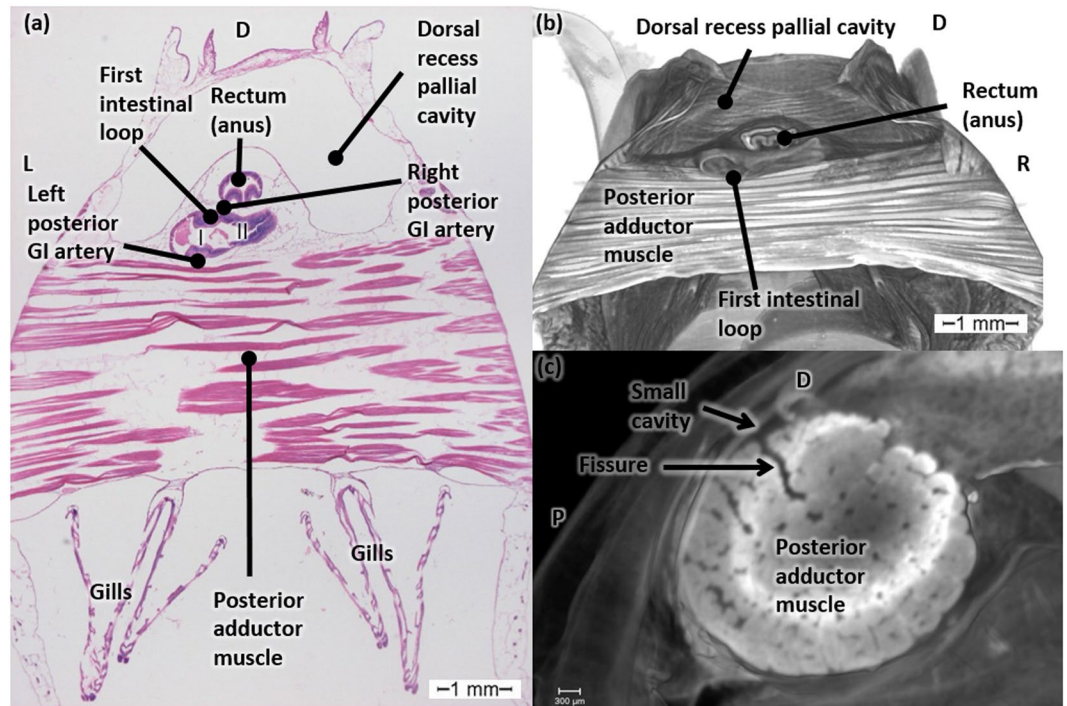 (a)
D
Dorsal
recess
pallial
cavity
First
intestinal
loop
Rectum
(anus)
L
Left
posterior
GI artery
Right
posterior
GI artery
I
II
Gills
Gills
Posterior
adductor
muscle
1 mm
(b)
Dorsal recess pallial cavity
D
Rectum
(anus)
R
Posterior
adductor
muscle
First intestinal
loop
1 mm
(c)
D
Small
cavity
Fissure
P
Posterior
adductor
muscle
300 µm